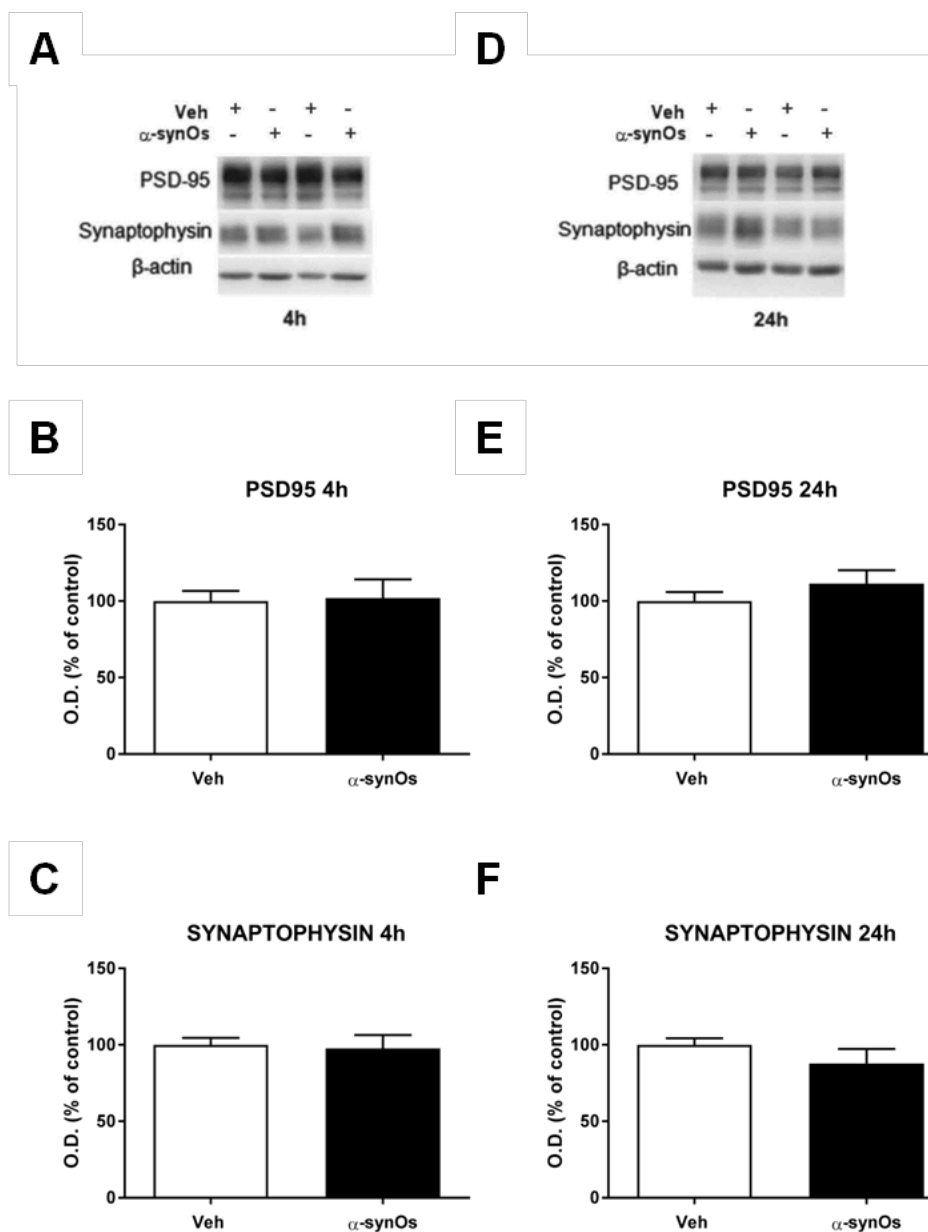 A
Veh + - + -
α-synOs - + - +
PSD-95
Synaptophysin
β-actin
4h
D
Veh + - + -
α-synOs - + - +
PSD-95
Synaptophysin
β-actin
24h
B
PSD95 4h
O.D. (% of control)
150
100
50
0
Veh α-synOs
E
PSD95 24h
O.D. (% of control)
150
100
50
0
Veh α-synOs
C
SYNAPTOPHYSIN 4h
O.D. (% of control)
150
100
50
0
Veh α-synOs
F
SYNAPTOPHYSIN 24h
O.D. (% of control)
150
100
50
0
Veh α-synOs